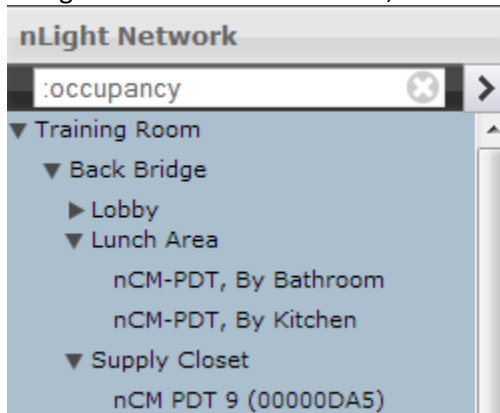 nLight Network
:occupancy
Training Room
Back Bridge
Lobby
Lunch Area
nCM-PDT, By Bathroom
nCM-PDT, By Kitchen
Supply Closet
nCM PDT 9 (00000DA5)